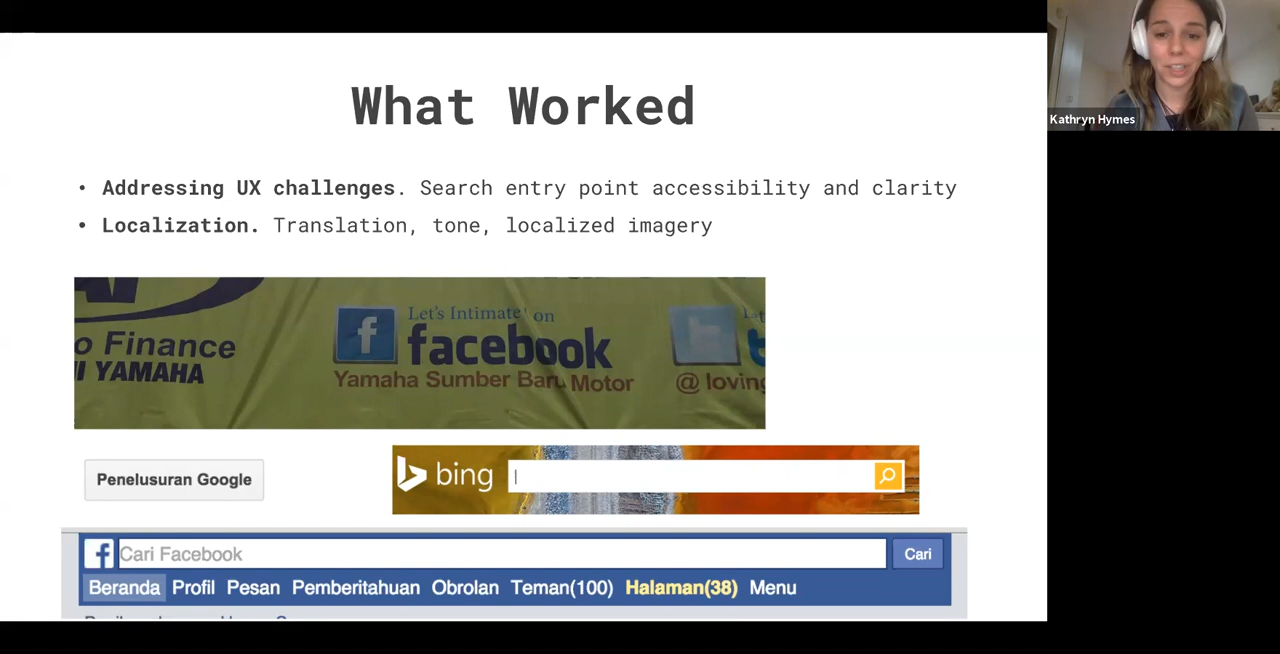 What Worked
Kathryn Hymes
• Addressing UX challenges. Search entry point accessibility and clarity
• Localization. Translation, tone, localized imagery
Let's Intimate on
facebook
o Finance
YAMAHA
Yamaha Sumber Baru Motor
@ loving
Penelusuran Google
bing
Cari Facebook
Cari
Beranda Profil Pesan Pemberitahuan Obrolan Teman(100) Halaman(38) Menu